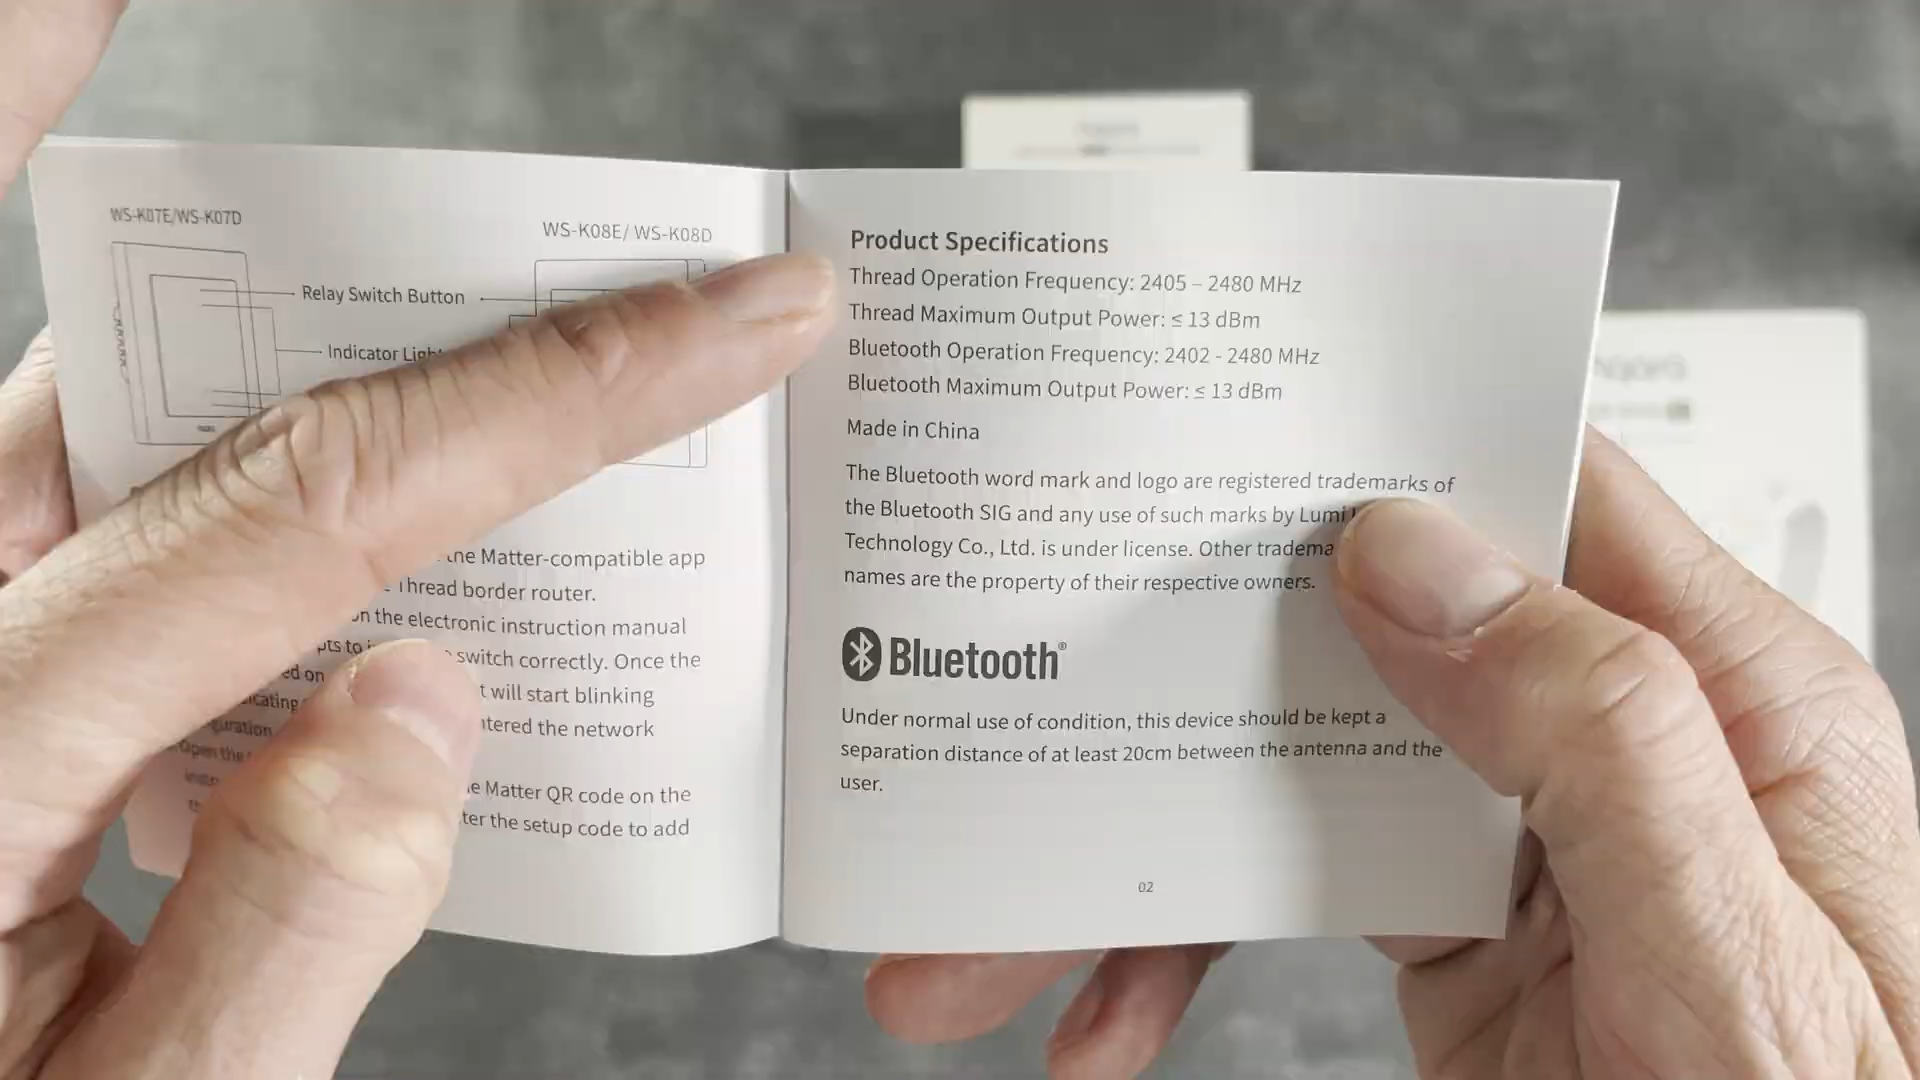 WS-K07E/WS-K07D
WS-K08E/ WS-K08D
Relay Switch Button
Indicator
the Matter-compatible app
Thread border router.
on the electronic instruction manual
to
switch correctly. Once the
on
t will start blinking
the network
Open the
Matter QR code on the
the setup code to add
Product Specifications
Thread Operation Frequency: 2405 – 2480 MHz
Thread Maximum Output Power: ≤ 13 dBm
Bluetooth Operation Frequency: 2402 - 2480 MHz
Bluetooth Maximum Output Power: ≤ 13 dBm
Made in China
The Bluetooth word mark and logo are registered trademarks of
the Bluetooth SIG and any use of such marks by Lumi
Technology Co., Ltd. is under license. Other
names are the property of their respective owners.
Bluetooth®
Under normal use of condition, this device should be kept a
separation distance of at least 20cm between the antenna and the
user.
02